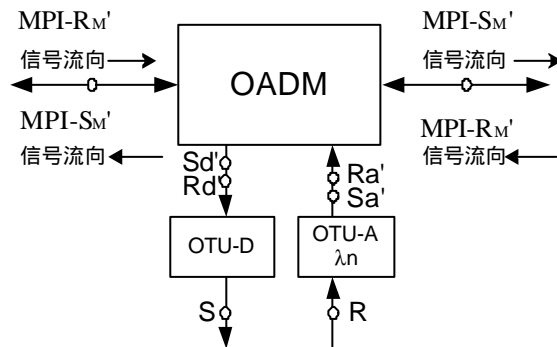 MPI-RM'
信号流向
MPI-SM'
信号流向
OADM
MPI-SM'
信号流向
MPI-RM'
信号流向
Sd'
Rd'
Ra'
Sa'
OTU-D
OTU-A
λn
S
R